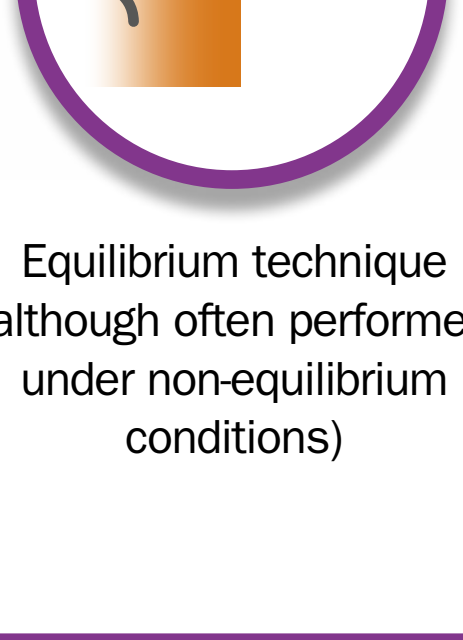 Equilibrium technique
although often performe
under non-equilibrium
conditions)